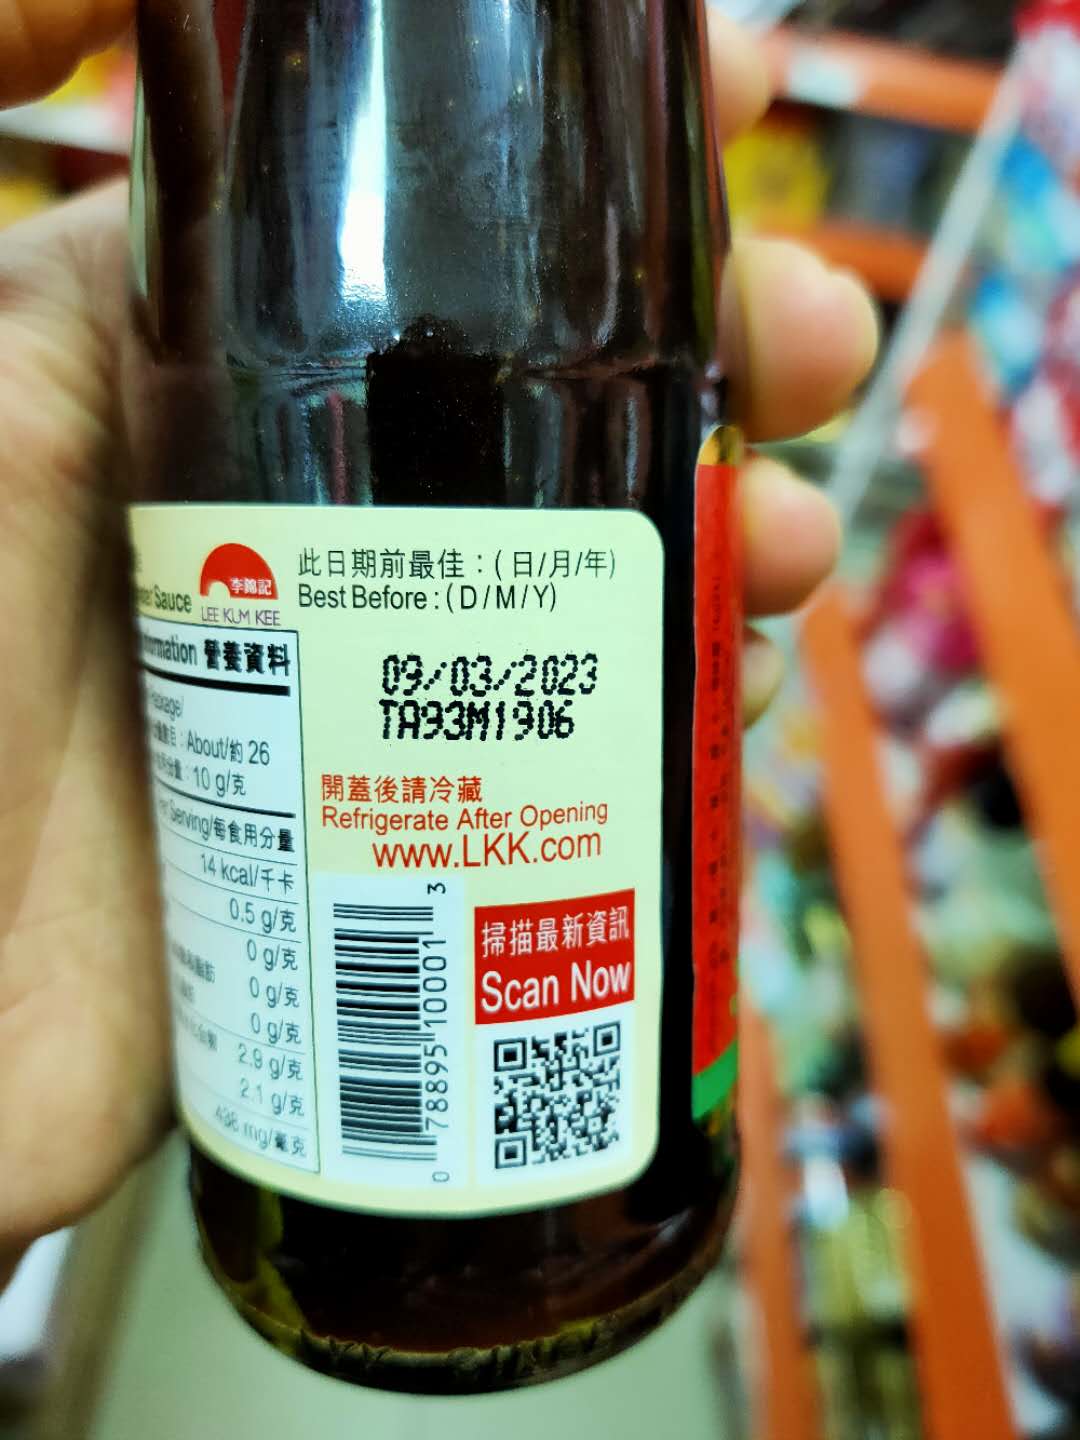 此日期前最佳：(日/月/年)
Best Before : (D/M/Y)
09/03/2023
TA93M1906
開蓋後請冷藏
Refrigerate After Opening
www.LKK.com
掃描最新資訊
Scan Now
0 78895 10001 3
Sauce
李錦記
LEE KUM KEE
營養資料
About/約 26
10 g/克
Serving/每食用分量
14 kcal/千卡
0.5 g/克
0 g/克
0 g/克
0 g/克
2.9 g/克
2.1 g/克
mg/毫克